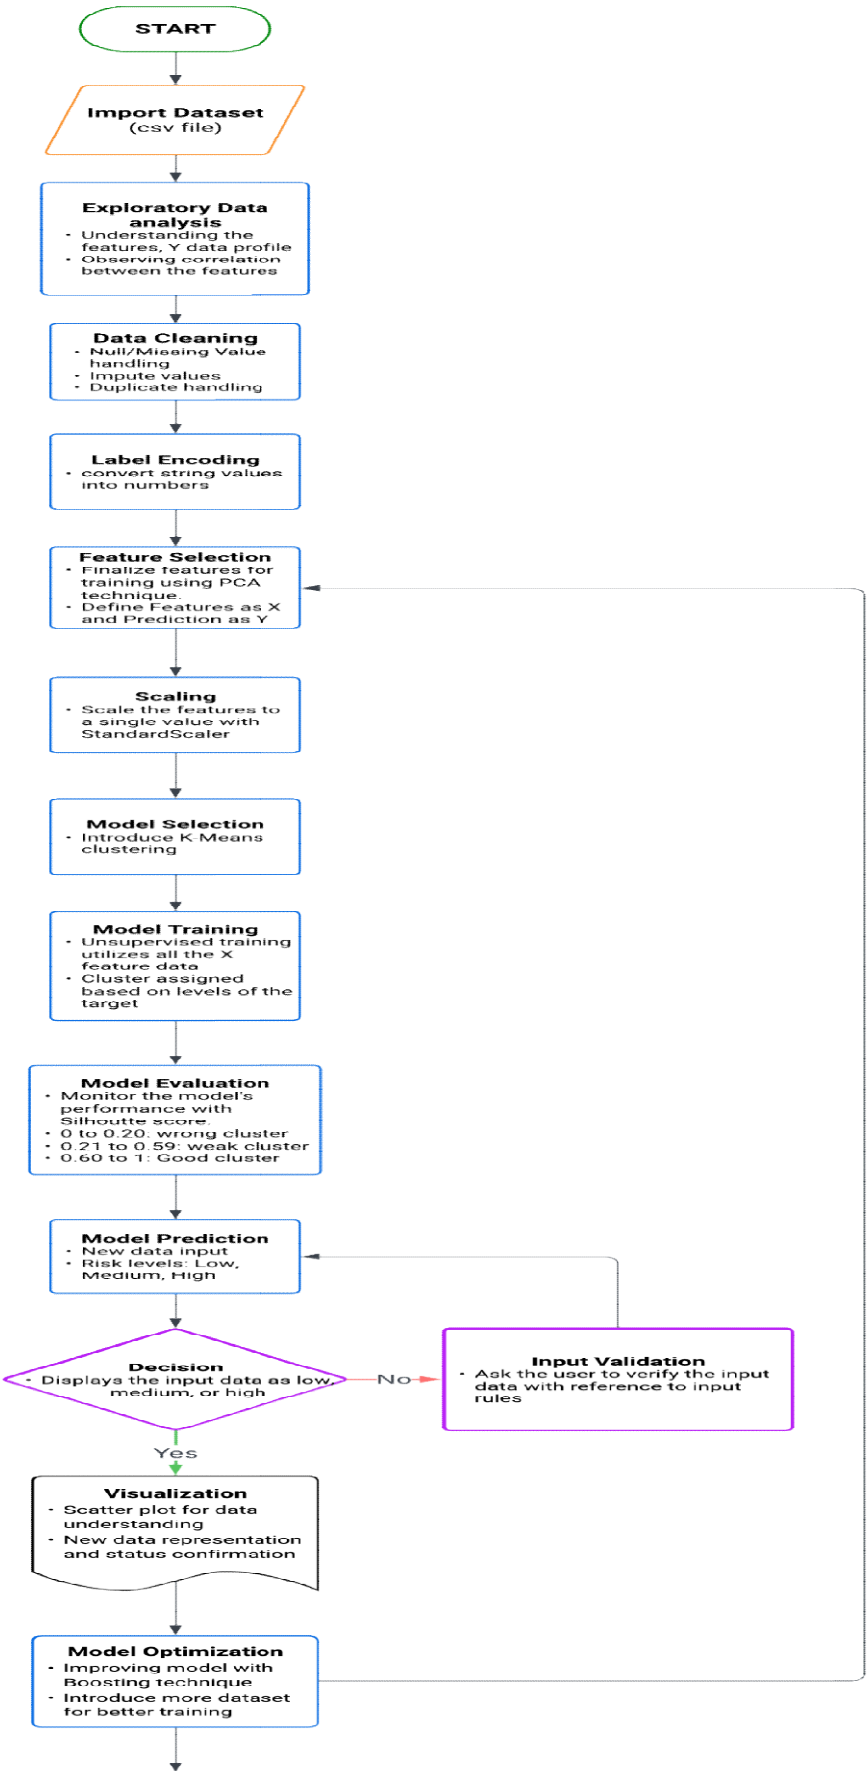 START
Import Dataset
(csv file)
Exploratory Data
analysis
• Understanding the
features, Y data profile
• Observing correlation
between the features
Data Cleaning
• Null/Missing Value
handling
• Impute values
• Duplicate handling
Label Encoding
• convert string values
into numbers
Feature Selection
• Finalize features for
training using PCA
technique.
• Define Features as X
and Prediction as Y
Scaling
• Scale the features to
a single value with
StandardScaler
Model Selection
• Introduce K-Means
clustering
Model Training
• Unsupervised training
utilizes all the X
feature data
• Cluster assigned
based on levels of the
target
Model Evaluation
• Monitor the model's
performance with
Silhoutte score.
• 0 to 0.20: wrong cluster
• 0.21 to 0.59: weak cluster
• 0.60 to 1: Good cluster
Model Prediction
• New data input
• Risk levels: Low,
Medium, High
Decision
• Displays the input data as low,
medium, or high
No
Input Validation
• Ask the user to verify the input
data with reference to input
rules
Yes
Visualization
• Scatter plot for data
understanding
• New data representation
and status confirmation
Model Optimization
• Improving model with
Boosting technique
• Introduce more dataset
for better training